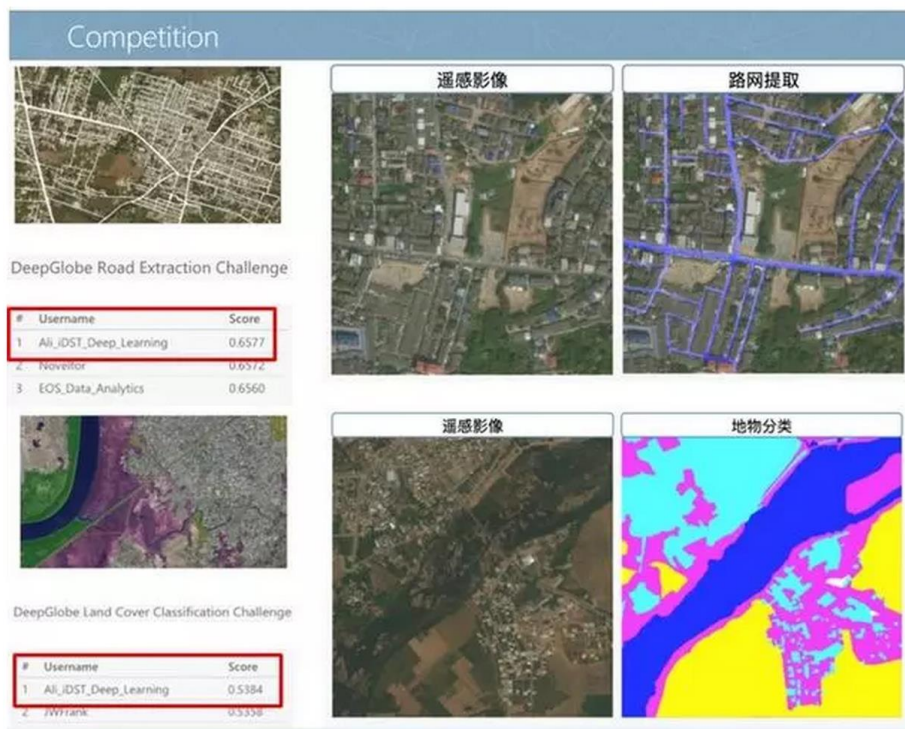 Competition
遥感影像
路网提取
DeepGlobe Road Extraction Challenge
# Username Score
1 Ali_iDST_Deep_Learning 0.6577
2 Noveltor 0.6572
3 EOS_Data_Analytics 0.6560
遥感影像
地物分类
DeepGlobe Land Cover Classification Challenge
# Username Score
1 Ali_iDST_Deep_Learning 0.5384
2 JWFrank 0.5358